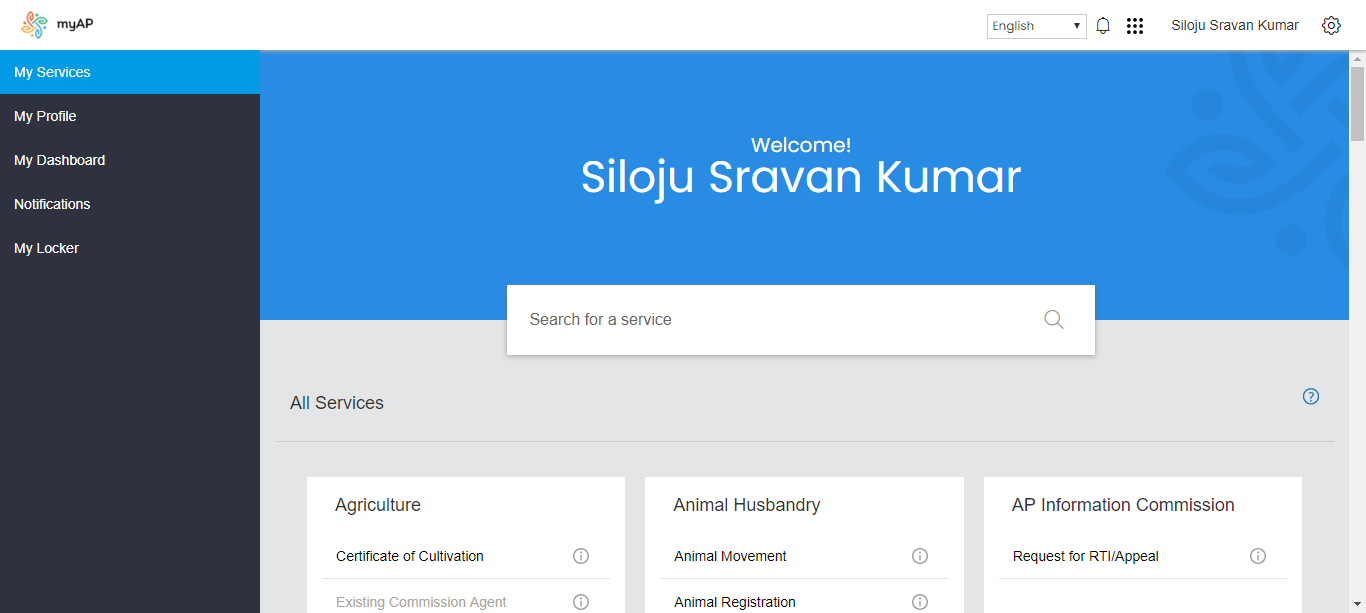 myAP
English
Siloju Sravan Kumar
My Services
My Profile
My Dashboard
Notifications
My Locker
Welcome!
Siloju Sravan Kumar
Search for a service
All Services
?
Agriculture
Certificate of Cultivation
Existing Commission Agent
Animal Husbandry
Animal Movement
Animal Registration
AP Information Commission
Request for RTI/Appeal